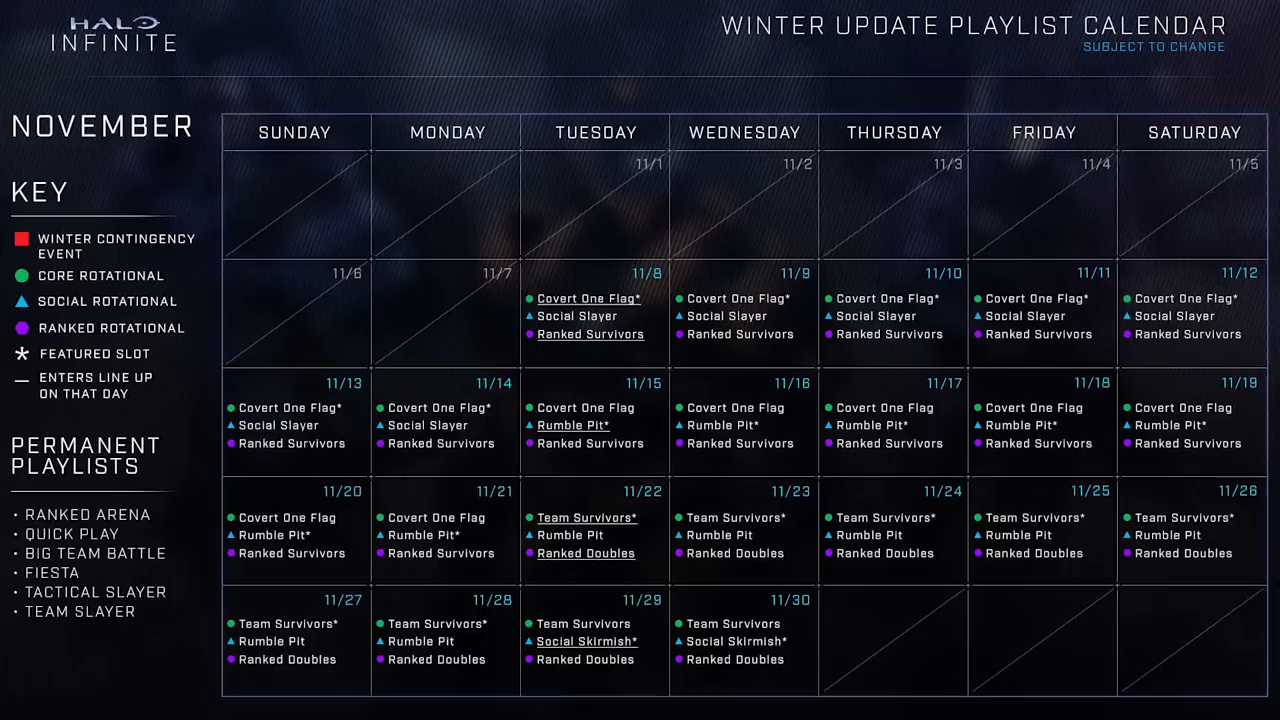 HALO
INFINITE
WINTER UPDATE PLAYLIST CALENDAR
SUBJECT TO CHANGE
NOVEMBER
KEY
WINTER CONTINGENCY
EVENT
CORE ROTATIONAL
SOCIAL ROTATIONAL
RANKED ROTATIONAL
* FEATURED SLOT
— ENTERS LINE UP
ON THAT DAY
PERMANENT
PLAYLISTS
· RANKED ARENA
· QUICK PLAY
· BIG TEAM BATTLE
· FIESTA
· TACTICAL SLAYER
· TEAM SLAYER
SUNDAY MONDAY TUESDAY WEDNESDAY THURSDAY FRIDAY SATURDAY
11/1 11/2 11/3 11/4 11/5
11/6 11/7 11/8 11/9 11/10 11/11 11/12
Covert One Flag* Covert One Flag* Covert One Flag* Covert One Flag* Covert One Flag*
Social Slayer Social Slayer Social Slayer Social Slayer Social Slayer
Ranked Survivors Ranked Survivors Ranked Survivors Ranked Survivors Ranked Survivors
11/13 11/14 11/15 11/16 11/17 11/18 11/19
Covert One Flag* Covert One Flag* Covert One Flag Covert One Flag Covert One Flag Covert One Flag Covert One Flag
Social Slayer Social Slayer Rumble Pit* Rumble Pit* Rumble Pit* Rumble Pit* Rumble Pit*
Ranked Survivors Ranked Survivors Ranked Survivors Ranked Survivors Ranked Survivors Ranked Survivors Ranked Survivors
11/20 11/21 11/22 11/23 11/24 11/25 11/26
Covert One Flag Covert One Flag Team Survivors* Team Survivors* Team Survivors* Team Survivors* Team Survivors*
Rumble Pit* Rumble Pit* Rumble Pit Rumble Pit Rumble Pit Rumble Pit Rumble Pit
Ranked Survivors Ranked Survivors Ranked Doubles Ranked Doubles Ranked Doubles Ranked Doubles Ranked Doubles
11/27 11/28 11/29 11/30
Team Survivors* Team Survivors* Team Survivors Team Survivors
Rumble Pit Rumble Pit Social Skirmish* Social Skirmish*
Ranked Doubles Ranked Doubles Ranked Doubles Ranked Doubles